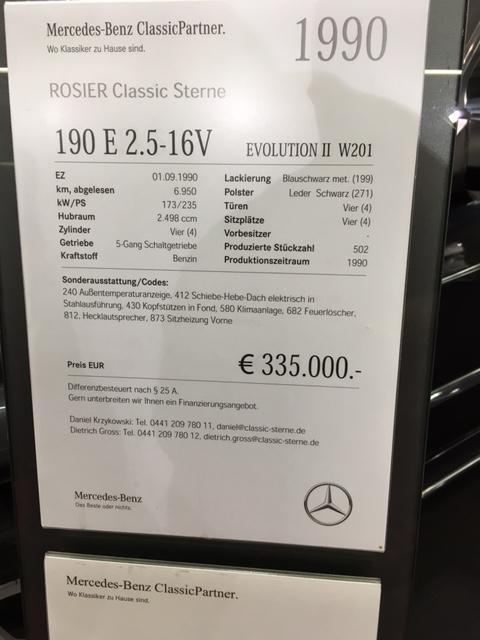 Mercedes-Benz ClassicPartner.
Wo Klassiker zu Hause sind.
1990
ROSIER Classic Sterne
190 E 2.5-16V EVOLUTION II W201
EZ 01.09.1990
km, abgelesen 6.950
kW/PS 173/235
Hubraum 2.498 ccm
Zylinder Vier (4)
Getriebe 5-Gang Schaltgetriebe
Kraftstoff Benzin
Lackierung Blauschwarz met. (199)
Polster Leder Schwarz (271)
Türen Vier (4)
Sitzplätze Vier (4)
Vorbesitzer -
Produzierte Stückzahl 502
Produktionszeitraum 1990
Sonderausstattung/Codes:
240 Außentemperaturanzeige, 412 Schiebe-Hebe-Dach elektrisch in
Stahlausführung, 430 Kopfstützen in Fond, 580 Klimaanlage, 682 Feuerlöscher,
812, Hecklautsprecher, 873 Sitzheizung Vorne
Preis EUR € 335.000.-
Differenzbesteuert nach § 25 A.
Gern unterbreiten wir Ihnen ein Finanzierungsangebot.
Daniel Krzykowski: Tel. 0441 209 780 11, daniel@classic-sterne.de
Dietrich Gross: Tel. 0441 209 780 12, dietrich.gross@classic-sterne.de
Mercedes-Benz
Das Beste oder nichts.
Mercedes-Benz ClassicPartner.
Wo Klassiker zu Hause sind.